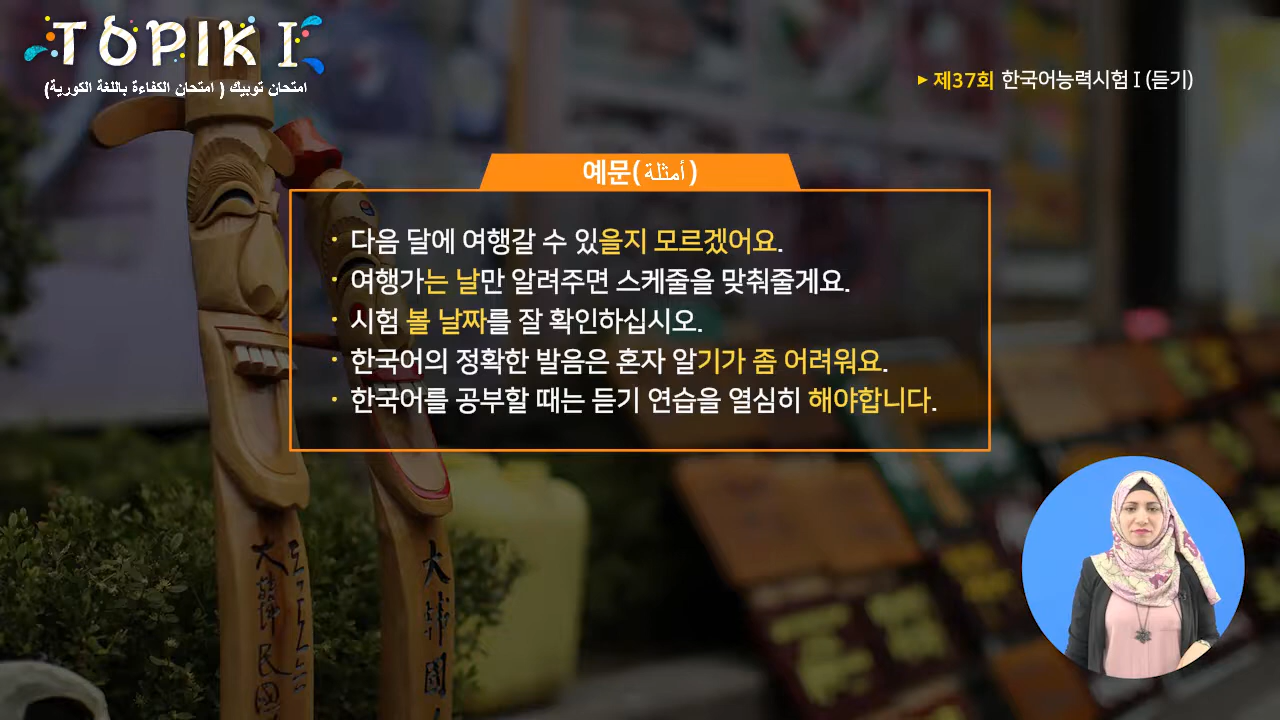 TOPIK I
امتحان توبيك ( امتحان الكفاءة باللغة الكورية)
▸ 제37회 한국어능력시험 I (듣기)
예문(أمثلة)
· 다음 달에 여행갈 수 있을지 모르겠어요.
· 여행가는 날만 알려주면 스케줄을 맞춰줄게요.
· 시험 볼 날짜를 잘 확인하십시오.
· 한국어의 정확한 발음은 혼자 알기가 좀 어려워요.
· 한국어를 공부할 때는 듣기 연습을 열심히 해야합니다.
大韓民国